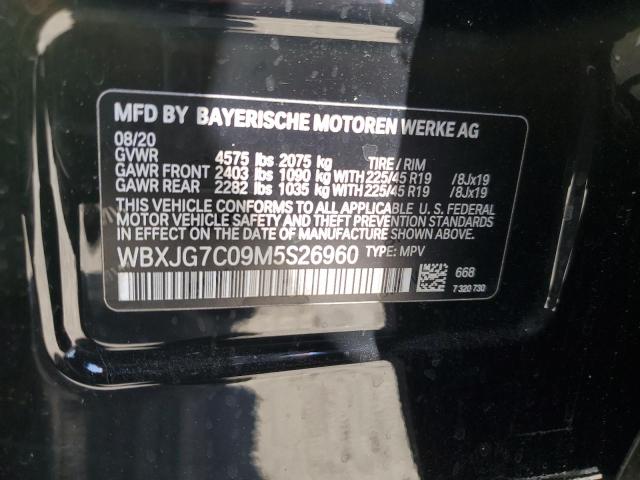 MFD BY BAYERISCHE MOTOREN WERKE AG
08/20
GVWR 4575 lbs 2075 kg TIRE / RIM
GAWR FRONT 2403 lbs 1090 kg WITH 225/45 R19 /8Jx19
GAWR REAR 2282 lbs 1035 kg WITH 225/45 R19 /8Jx19
THIS VEHICLE CONFORMS TO ALL APPLICABLE U. S. FEDERAL
MOTOR VEHICLE SAFETY AND THEFT PREVENTION STANDARDS
IN EFFECT ON THE DATE OF MANUFACTURE SHOWN ABOVE.
WBXJG7C09M5S26960 TYPE: MPV
668
7 320 730